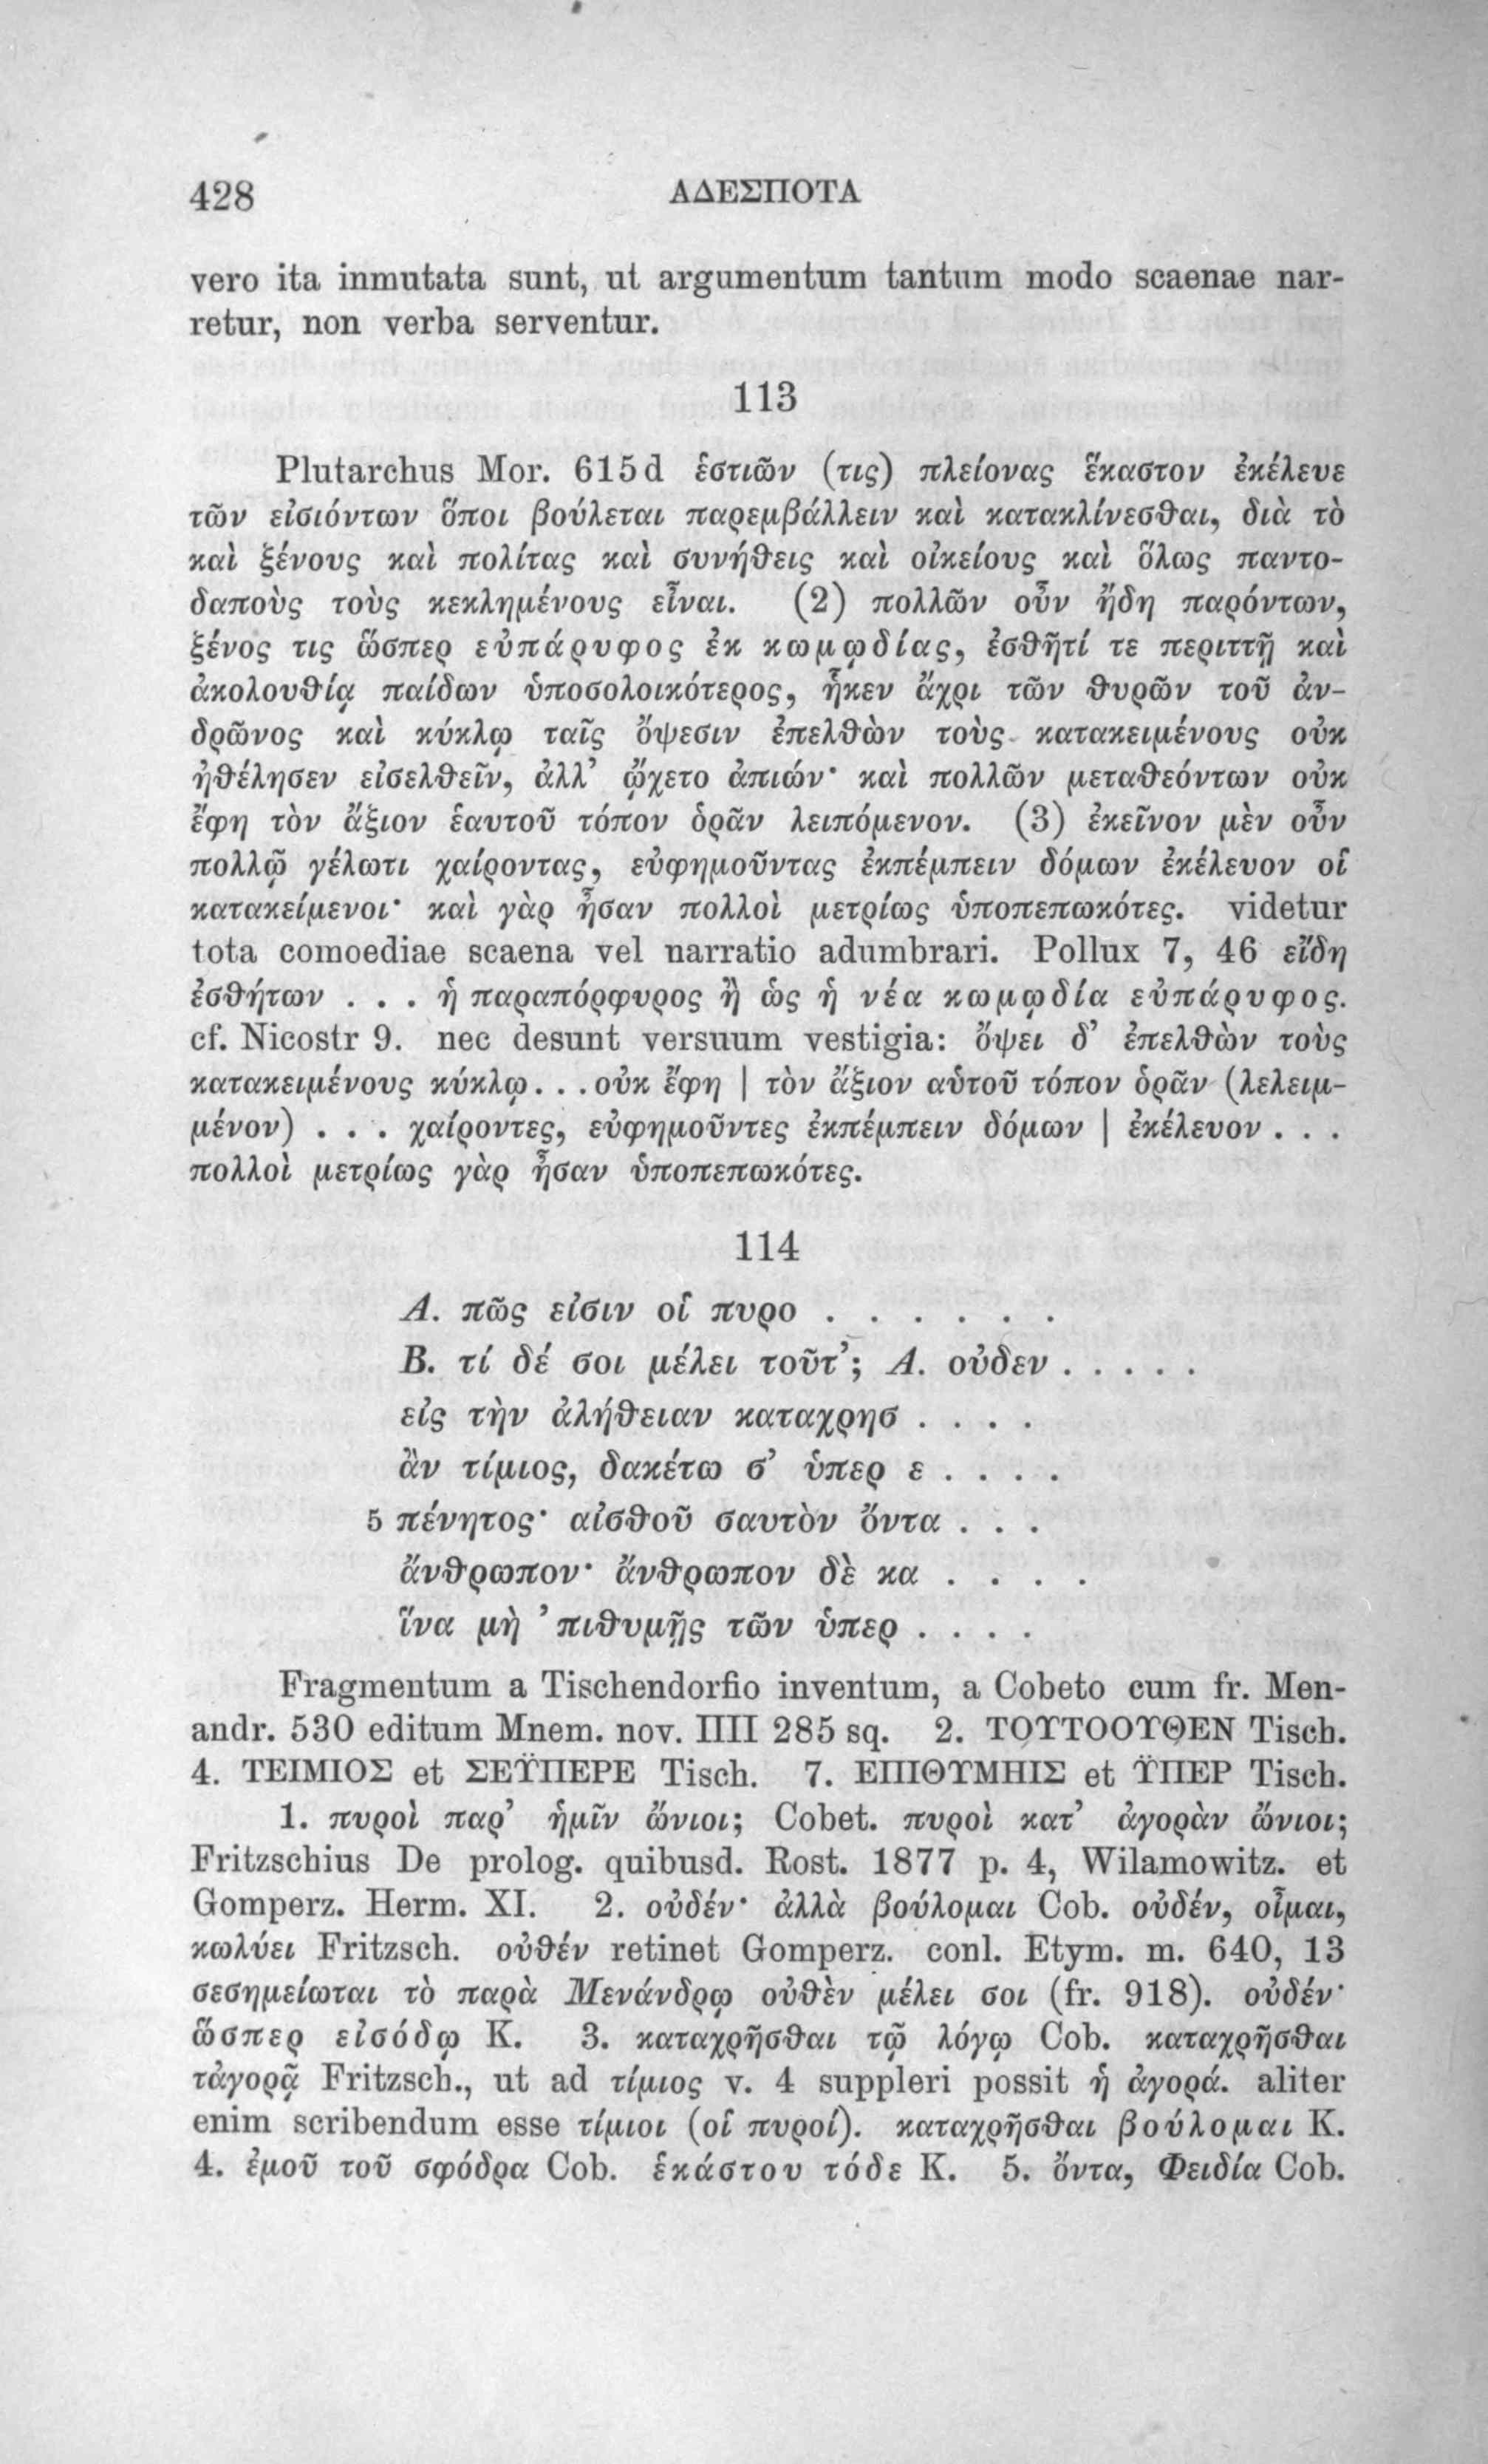 428 ΑΔΕΣΠΟΤΑ
vero ita inmutata sunt, ut argumentum tantum modo scaenae nar-
retur, non verba serventur.
113
Plutarchus Mor. 615d ἑστιῶν (τις) πλείονας ἕκαστον ἐκέλευε
τῶν εἰσιόντων ὅποι βούλεται παρεμβάλλειν καὶ κατακλίνεσθαι, διὰ τὸ
καὶ ξένους καὶ πολίτας καὶ συνήθεις καὶ οἰκείους καὶ ὅλως παντο-
δαποὺς τοὺς κεκλημένους εἶναι. (2) πολλῶν οὖν ἤδη παρόντων,
ξένος τις ὥσπερ εὐπάρυφος ἐκ κωμῳδίας, ἐσθῆτί τε περιττῇ καὶ
ἀκολουθίᾳ παίδων ὑποσολοικότερος, ἧκεν ἄχρι τῶν θυρῶν τοῦ ἀν-
δρῶνος καὶ κύκλῳ ταῖς ὄψεσιν ἐπελθὼν τοὺς κατακειμένους οὐκ
ἠθέλησεν εἰσελθεῖν, ἀλλ’ ᾤχετο ἀπιών· καὶ πολλῶν μεταθεόντων οὐκ
ἔφη τὸν ἄξιον ἑαυτοῦ τόπον ὁρᾶν λειπόμενον. (3) ἐκεῖνον μὲν οὖν
πολλῷ γέλωτι χαίροντας, εὐφημοῦντας ἐκπέμπειν δόμων ἐκέλευον οἱ
κατακείμενοι· καὶ γὰρ ἦσαν πολλοὶ μετρίως ὑποπεπωκότες. videtur
tota comoediae scaena vel narratio adumbrari. Pollux 7, 46 εἴδη
ἐσθήτων . . . ἡ παραπόρφυρος ἢ ὡς ἡ νέα κωμῳδία εὐπάρυφος.
cf. Nicostr 9. nec desunt versuum vestigia: ὄψει δ’ ἐπελθὼν τοὺς
κατακειμένους κύκλῳ. . . οὐκ ἔφη | τὸν ἄξιον αὑτοῦ τόπον ὁρᾶν (λελειμ-
μένον) . . . χαίροντες, εὐφημοῦντες ἐκπέμπειν δόμων | ἐκέλευον . . .
πολλοὶ μετρίως γὰρ ἦσαν ὑποπεπωκότες.
114
Α. πῶς εἰσιν οἱ πυρο . . . . . .
Β. τί δέ σοι μέλει τοῦτ’; Α. οὐδεν . . . . .
εἰς τὴν ἀλήθειαν καταχρησ . . . .
ἂν τίμιος, δακέτω σ’ ὑπερ ε . . . .
5 πένητος· αἰσθοῦ σαυτὸν ὄντα . . .
ἄνθρωπον· ἄνθρωπον δὲ κα . . . .
ἵνα μὴ ’πιθυμῇς τῶν ὑπερ . . . .
Fragmentum a Tischendorfio inventum, a Cobeto cum fr. Men-
andr. 530 editum Mnem. nov. IIII 285 sq. 2. ΤΟΥΤΟΟΥΘΕΝ Tisch.
4. ΤΕΙΜΙΟΣ et ΣΕΫΠΕΡΕ Tisch. 7. ΕΠΙΘΥΜΗΙΣ et ΫΠΕΡ Tisch.
1. πυροὶ παρ’ ἡμῖν ὤνιοι; Cobet. πυροὶ κατ’ ἀγορὰν ὤνιοι;
Fritzschius De prolog. quibusd. Rost. 1877 p. 4, Wilamowitz. et
Gomperz. Herm. XI. 2. οὐδέν· ἀλλὰ βούλομαι Cob. οὐδέν, οἶμαι,
κωλύει Fritzsch. οὐθέν retinet Gomperz. conl. Etym. m. 640, 13
σεσημείωται τὸ παρὰ Μενάνδρῳ οὐθὲν μέλει σοι (fr. 918). οὐδέν·
ὥσπερ εἰσόδῳ K. 3. καταχρῆσθαι τῷ λόγῳ Cob. καταχρῆσθαι
τἀγορᾷ Fritzsch., ut ad τίμιος v. 4 suppleri possit ἡ ἀγορά. aliter
enim scribendum esse τίμιοι (οἱ πυροί). καταχρῆσθαι βούλομαι K.
4. ἐμοῦ τοῦ σφόδρα Cob. ἑκάστου τόδε K. 5. ὄντα, Φειδία Cob.